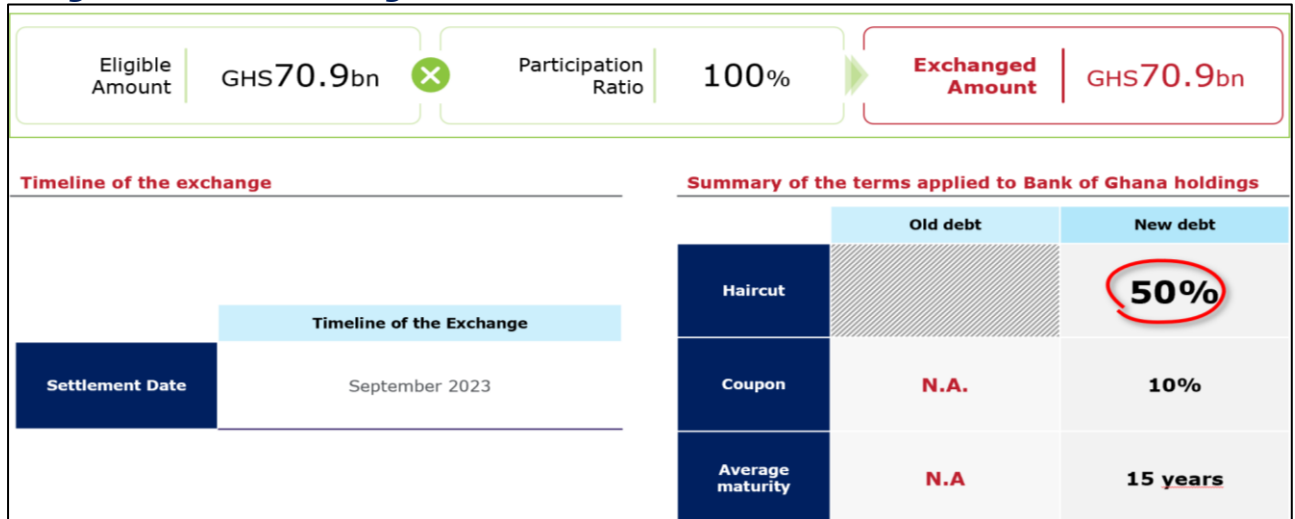 Eligible Amount
GHS70.9bn
Participation Ratio
100%
Exchanged Amount
GHS70.9bn
Timeline of the exchange
Summary of the terms applied to Bank of Ghana holdings
Timeline of the Exchange
Settlement Date
September 2023
Old debt
New debt
Haircut
50%
Coupon
N.A.
10%
Average maturity
N.A
15 years